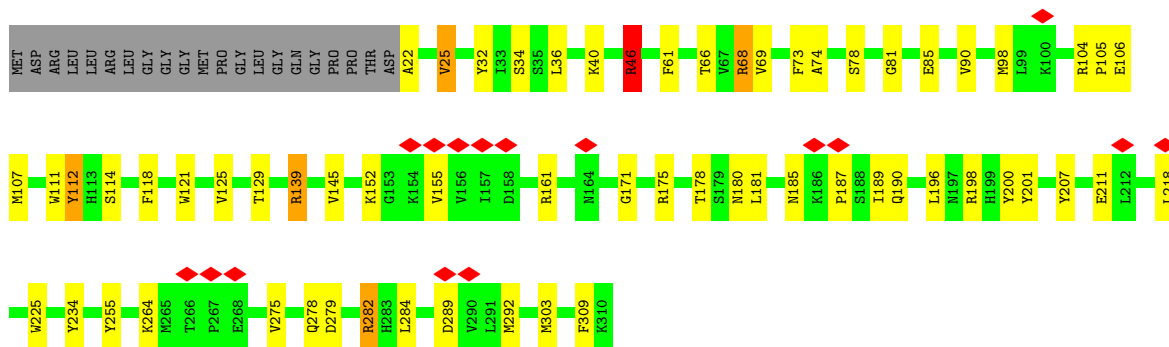 MET ASP ARG LEU LEU ARG LEU GLY GLY GLY MET PRO GLY LEU GLY GLN GLY PRO PRO THR ASP A22 V25 Y32 I33 S34 S35 L36 K40 R46 F61 T66 V67 R68 V69 F73 A74 S78 G81 E85 V90 M98 L99 K100 R104 P105 E106
M107 W111 Y112 H113 S114 F118 W121 V125 T129 R139 V145 K152 G153 K154 V155 V156 I157 D158 R161 N164 G171 R175 T178 S179 N180 L181 N185 K186 P187 S188 I189 Q190 L196 N197 R198 H199 Y200 Y201 Y207 E211 L212 L218
W225 Y234 Y255 K264 M265 T266 P267 E268 V275 Q278 D279 R282 H283 L284 D289 V290 L291 M292 M303 F309 K310